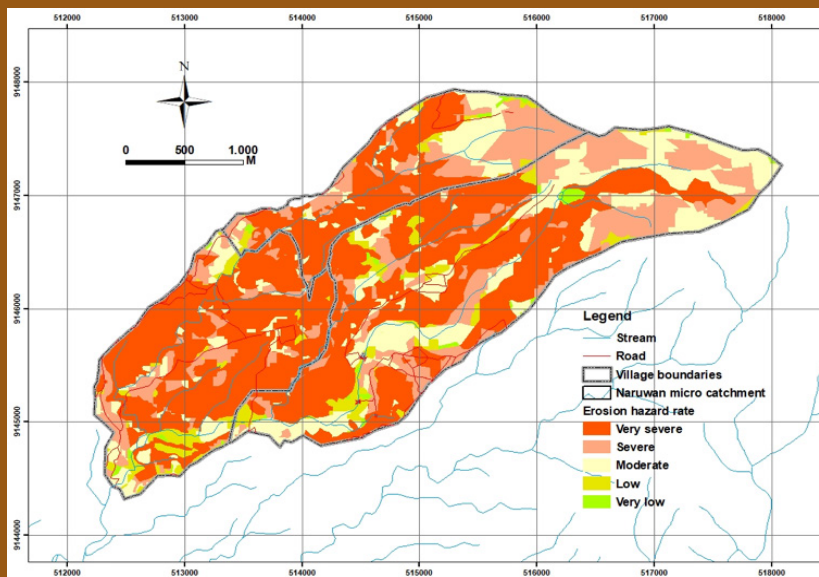 512000 513000 514000 515000 516000 517000 518000
9148000
9147000
9146000
9145000
9144000
N
0 500 1.000
M
Legend
Stream
Road
Village boundaries
Naruwan micro catchment
Erosion hazard rate
Very severe
Severe
Moderate
Low
Very low
512000 513000 514000 515000 516000 517000 518000